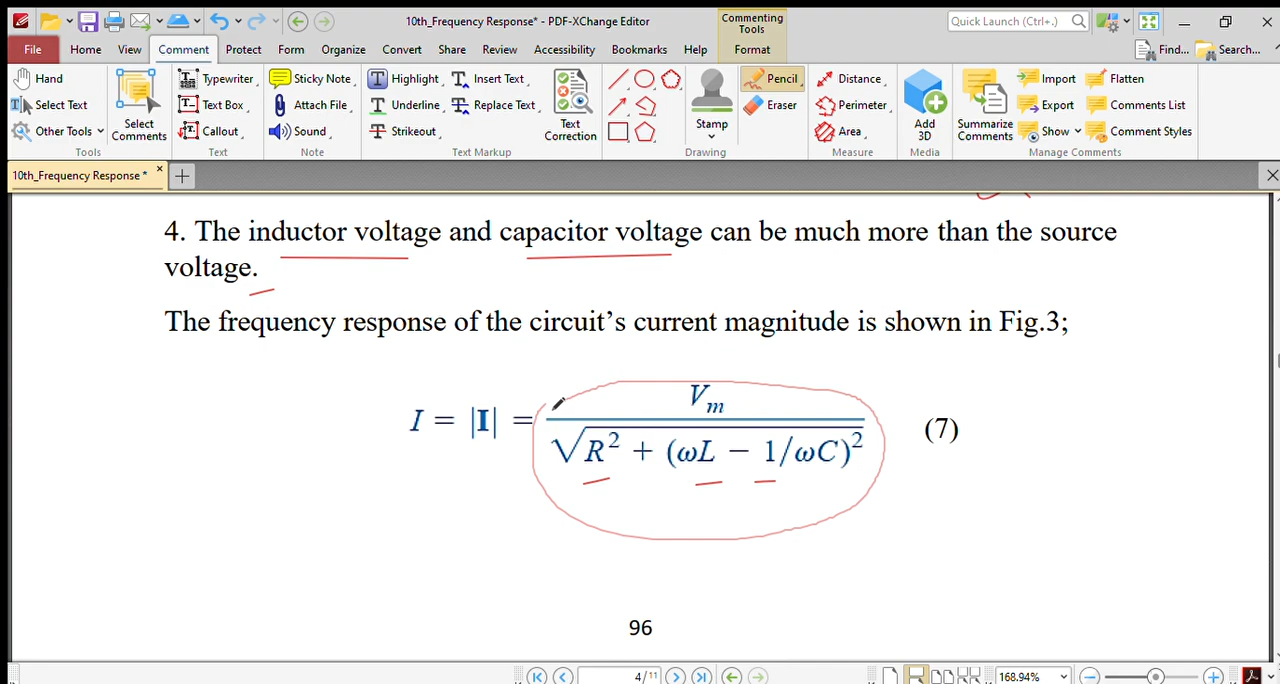 10th_Frequency Response* - PDF-XChange Editor
Commenting Tools
Quick Launch (Ctrl+.)
File Home View Comment Protect Form Organize Convert Share Review Accessibility Bookmarks Help Format
Find... Search...
Hand
Select Text
Other Tools
Select Comments
Tools
Typewriter
Text Box
Callout
Text
Sticky Note
Attach File
Sound
Note
Highlight
Underline
Strikeout
Insert Text
Replace Text
Text Correction
Text Markup
Stamp
Drawing
Pencil
Eraser
Distance
Perimeter
Area
Measure
Add 3D
Media
Summarize Comments
Import
Export
Show
Flatten
Comments List
Comment Styles
Manage Comments
10th_Frequency Response *
4. The inductor voltage and capacitor voltage can be much more than the source
voltage.
The frequency response of the circuit's current magnitude is shown in Fig.3;
I = |I| = Vm / √R² + (ωL − 1/ωC)² (7)
96
4 / 11
168.94%